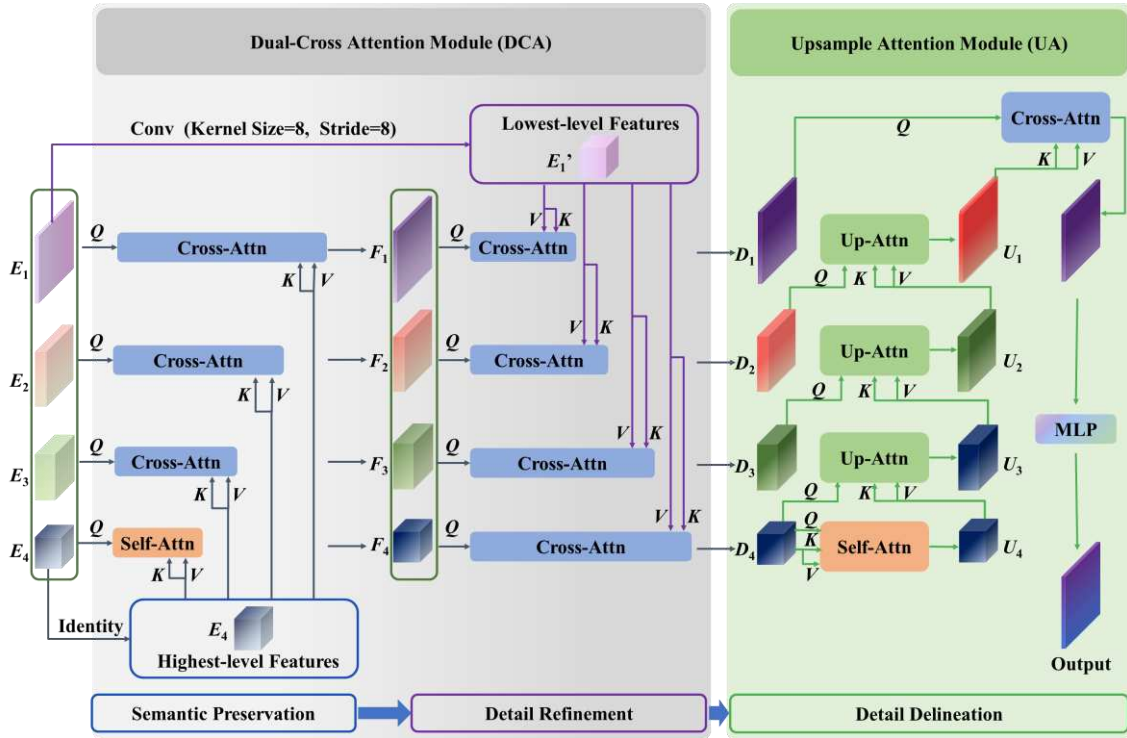 Dual-Cross Attention Module (DCA)
Upsample Attention Module (UA)
Conv (Kernel Size=8, Stride=8)
Lowest-level Features
E1’
Q
Cross-Attn
K V
E1
Q
Cross-Attn
K V
F1
Q
Cross-Attn
V K
D1
Q
Up-Attn
K V
U1
E2
Q
Cross-Attn
K V
F2
Q
Cross-Attn
V K
D2
Q
Up-Attn
K V
U2
MLP
E3
Q
Cross-Attn
K V
F3
Q
Cross-Attn
V K
D3
Q
Up-Attn
K V
U3
E4
Q
Self-Attn
K V
F4
Q
Cross-Attn
V K
D4
Q
K
V
Self-Attn
U4
Identity
E4
Highest-level Features
Output
Semantic Preservation
Detail Refinement
Detail Delineation